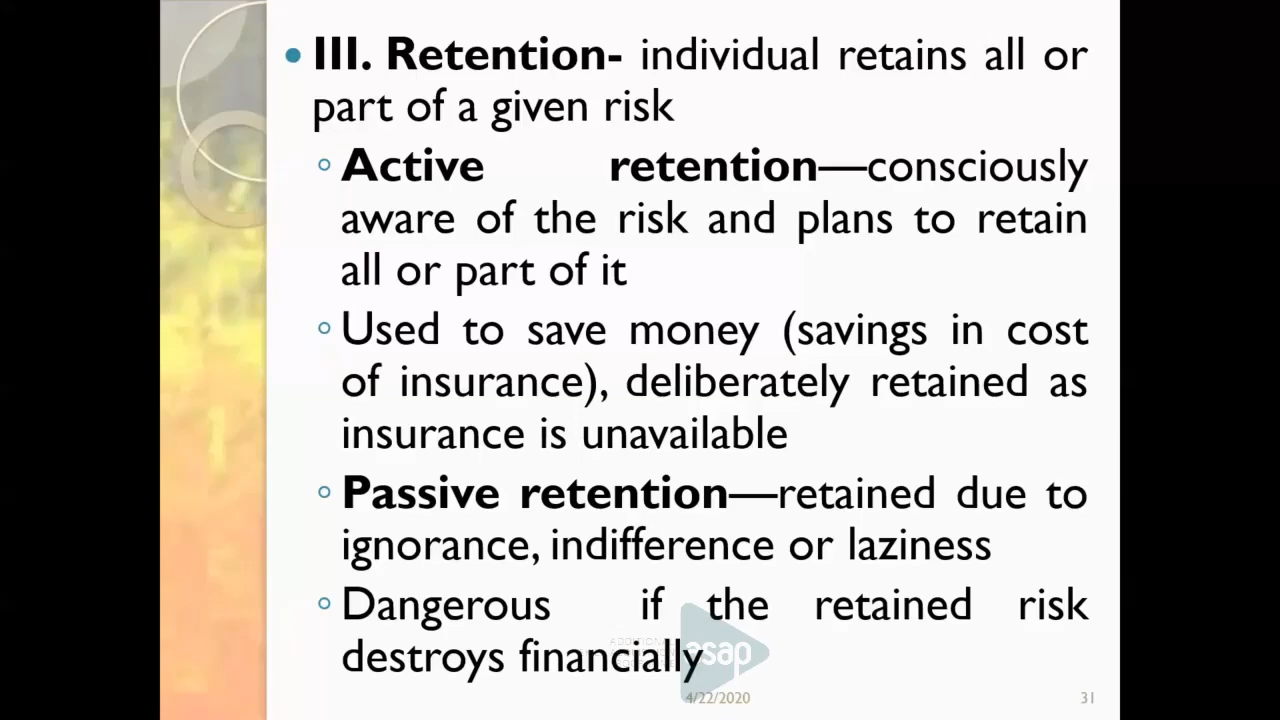 • III. Retention- individual retains all or
part of a given risk
◦ Active retention—consciously
aware of the risk and plans to retain
all or part of it
◦ Used to save money (savings in cost
of insurance), deliberately retained as
insurance is unavailable
◦ Passive retention—retained due to
ignorance, indifference or laziness
◦ Dangerous if the retained risk
destroys financially
asap
4/22/2020
31